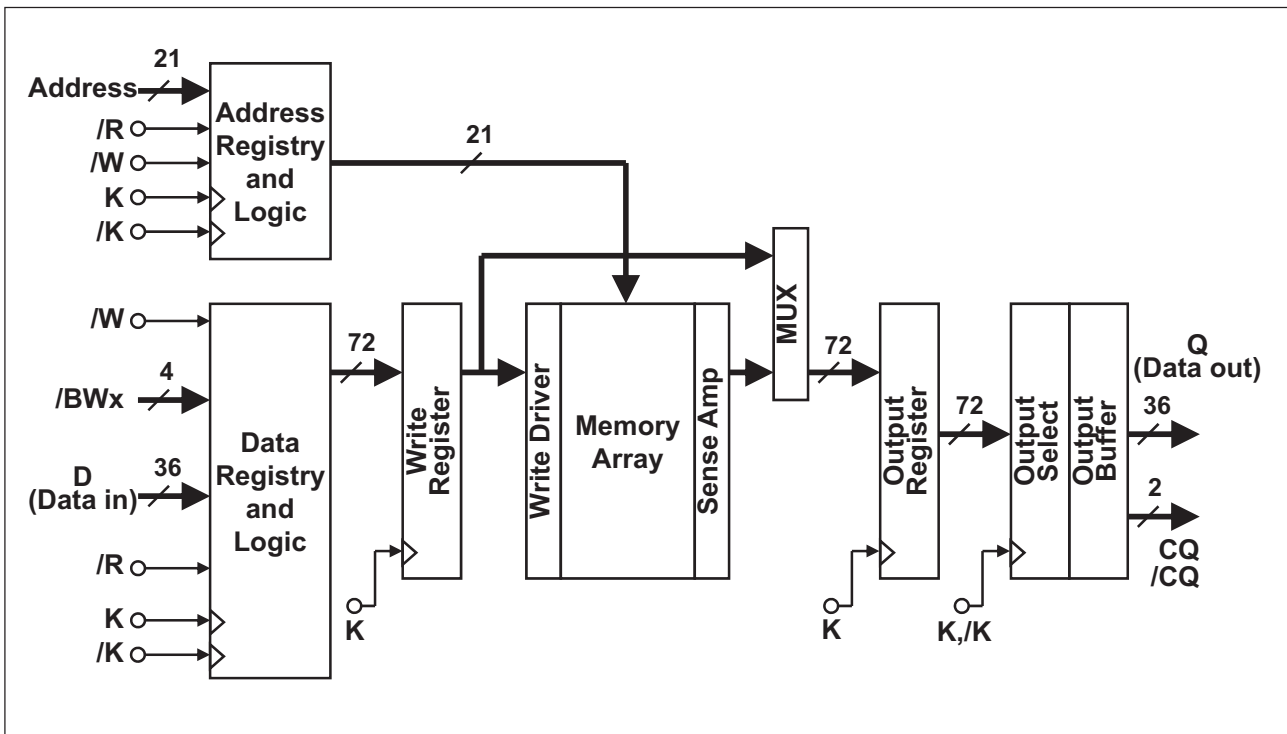 21
Address
/R
/W
K
/K
Address
Registry
and
Logic
21
/W
4
/BWx
36
D
(Data in)
/R
K
/K
Data
Registry
and
Logic
72
Write
Register
K
Write Driver
Memory
Array
Sense Amp
MUX
72
Output
Register
K
72
Output
Select
Output
Buffer
K,/K
Q
(Data out)
36
2
CQ
/CQ